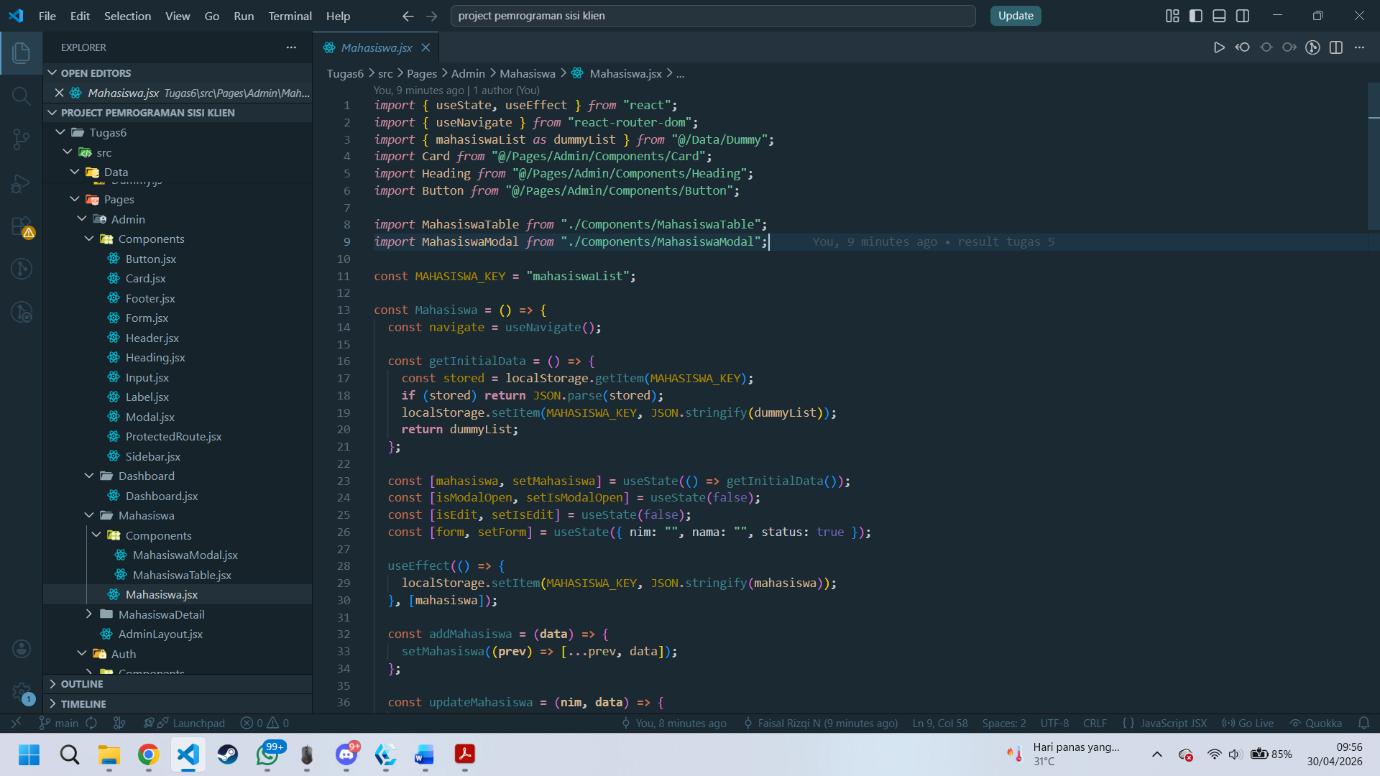 File Edit Selection View Go Run Terminal Help
project pemrograman sisi klien
Update
EXPLORER
OPEN EDITORS
Mahasiswa.jsx Tugas6\src\Pages\Admin\Mah...
PROJECT PEMROGRAMAN SISI KLIEN
Tugas6
src
Data
Dummy.js
Pages
Admin
Components
Button.jsx
Card.jsx
Footer.jsx
Form.jsx
Header.jsx
Heading.jsx
Input.jsx
Label.jsx
Modal.jsx
ProtectedRoute.jsx
Sidebar.jsx
Dashboard
Dashboard.jsx
Mahasiswa
Components
MahasiswaModal.jsx
MahasiswaTable.jsx
Mahasiswa.jsx
MahasiswaDetail
AdminLayout.jsx
Auth
Components
OUTLINE
TIMELINE
Mahasiswa.jsx
Tugas6 > src > Pages > Admin > Mahasiswa > Mahasiswa.jsx > ...
You, 9 minutes ago | 1 author (You)
1 import { useState, useEffect } from "react";
2 import { useNavigate } from "react-router-dom";
3 import { mahasiswaList as dummyList } from "@/Data/Dummy";
4 import Card from "@/Pages/Admin/Components/Card";
5 import Heading from "@/Pages/Admin/Components/Heading";
6 import Button from "@/Pages/Admin/Components/Button";
7
8 import MahasiswaTable from "./Components/MahasiswaTable";
9 import MahasiswaModal from "./Components/MahasiswaModal"; You, 9 minutes ago • result tugas 5
10
11 const MAHASISWA_KEY = "mahasiswaList";
12
13 const Mahasiswa = () => {
14 const navigate = useNavigate();
15
16 const getInitialData = () => {
17 const stored = localStorage.getItem(MAHASISWA_KEY);
18 if (stored) return JSON.parse(stored);
19 localStorage.setItem(MAHASISWA_KEY, JSON.stringify(dummyList));
20 return dummyList;
21 };
22
23 const [mahasiswa, setMahasiswa] = useState(() => getInitialData());
24 const [isModalOpen, setIsModalOpen] = useState(false);
25 const [isEdit, setIsEdit] = useState(false);
26 const [form, setForm] = useState({ nim: "", nama: "", status: true });
27
28 useEffect(() => {
29 localStorage.setItem(MAHASISWA_KEY, JSON.stringify(mahasiswa));
30 }, [mahasiswa]);
31
32 const addMahasiswa = (data) => {
33 setMahasiswa((prev) => [...prev, data]);
34 };
35
36 const updateMahasiswa = (nim, data) => {
1
main Launchpad 0 0 You, 8 minutes ago Faisal Rizqi N (9 minutes ago) Ln 9, Col 58 Spaces: 2 UTF-8 CRLF { } JavaScript JSX Go Live Quokka
99+
9+
Hari panas yang...
31°C
85%
09:56
30/04/2026